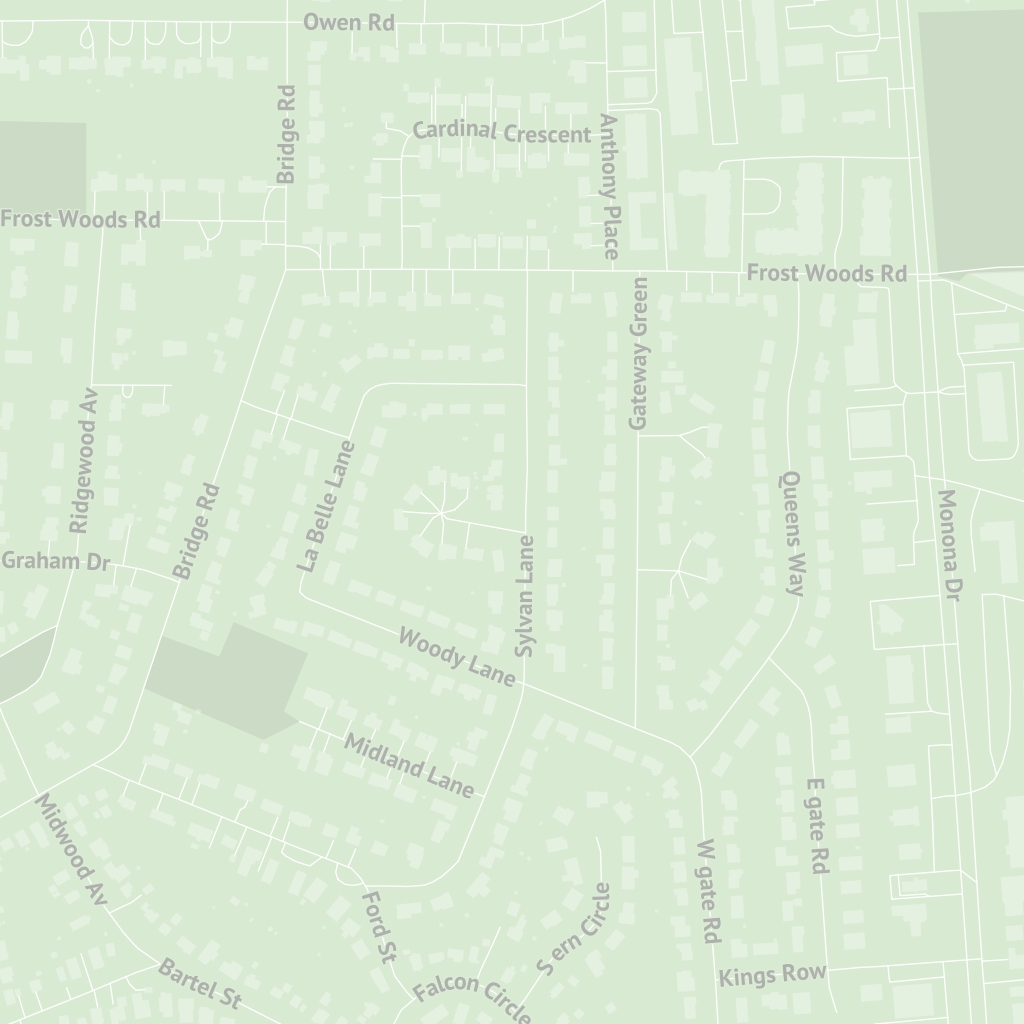 Owen Rd
Bridge Rd
Cardinal Crescent
Anthony Place
Frost Woods Rd
Frost Woods Rd
Gateway Green
Ridgewood Av
La Belle Lane
Bridge Rd
Queens Way
Monona Dr
Graham Dr
Sylvan Lane
Woody Lane
Midland Lane
Midwood Av
E gate Rd
W gate Rd
Ford St
S ern Circle
Bartel St
Falcon Circle
Kings Row